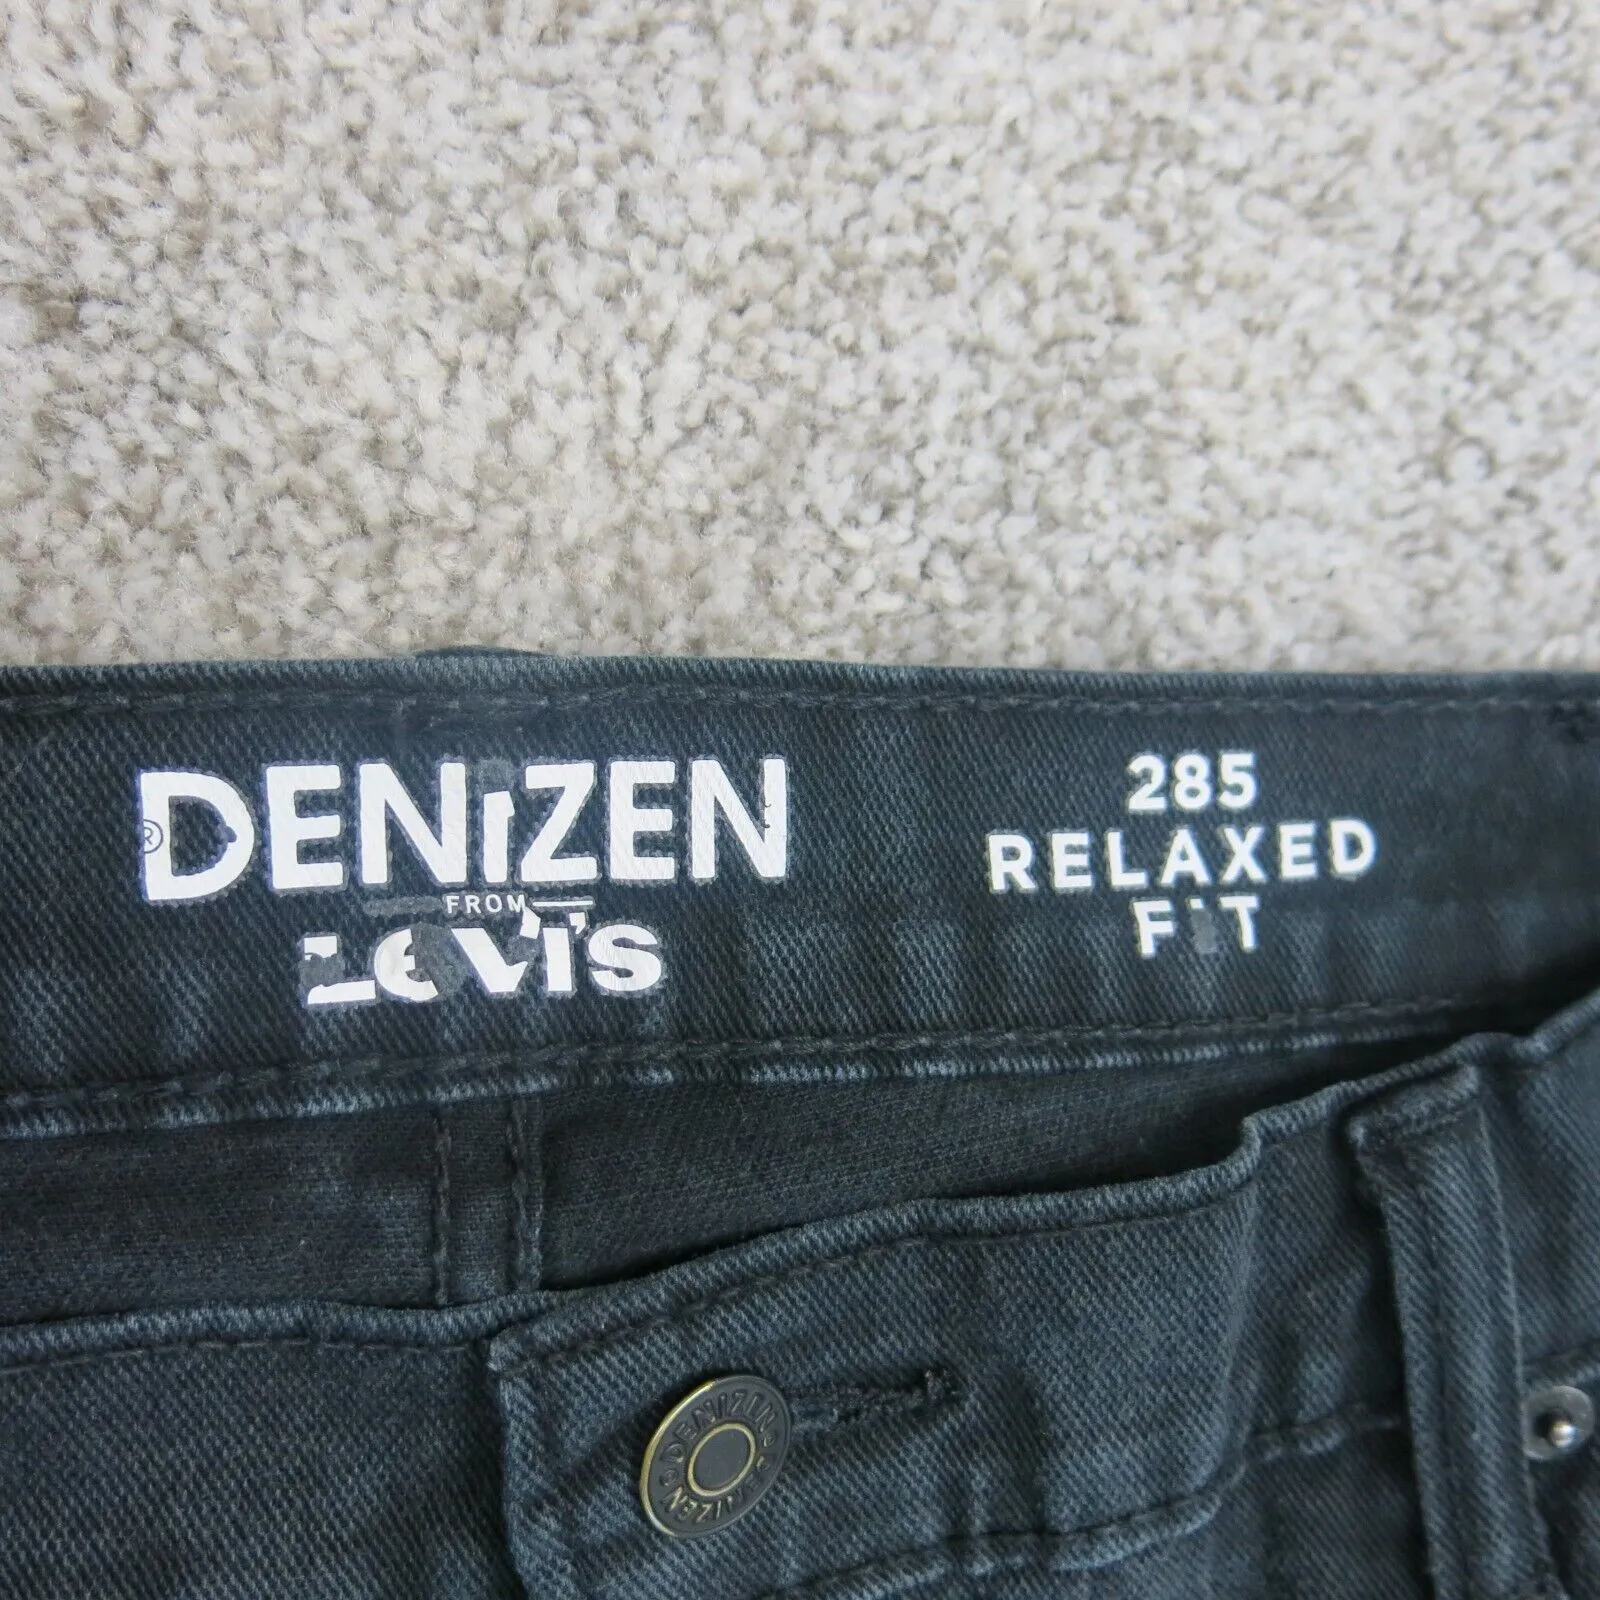 ®DENiZEN
FROM
LEVI'S
285
RELAXED
FIT
DENIZEN DENIZEN